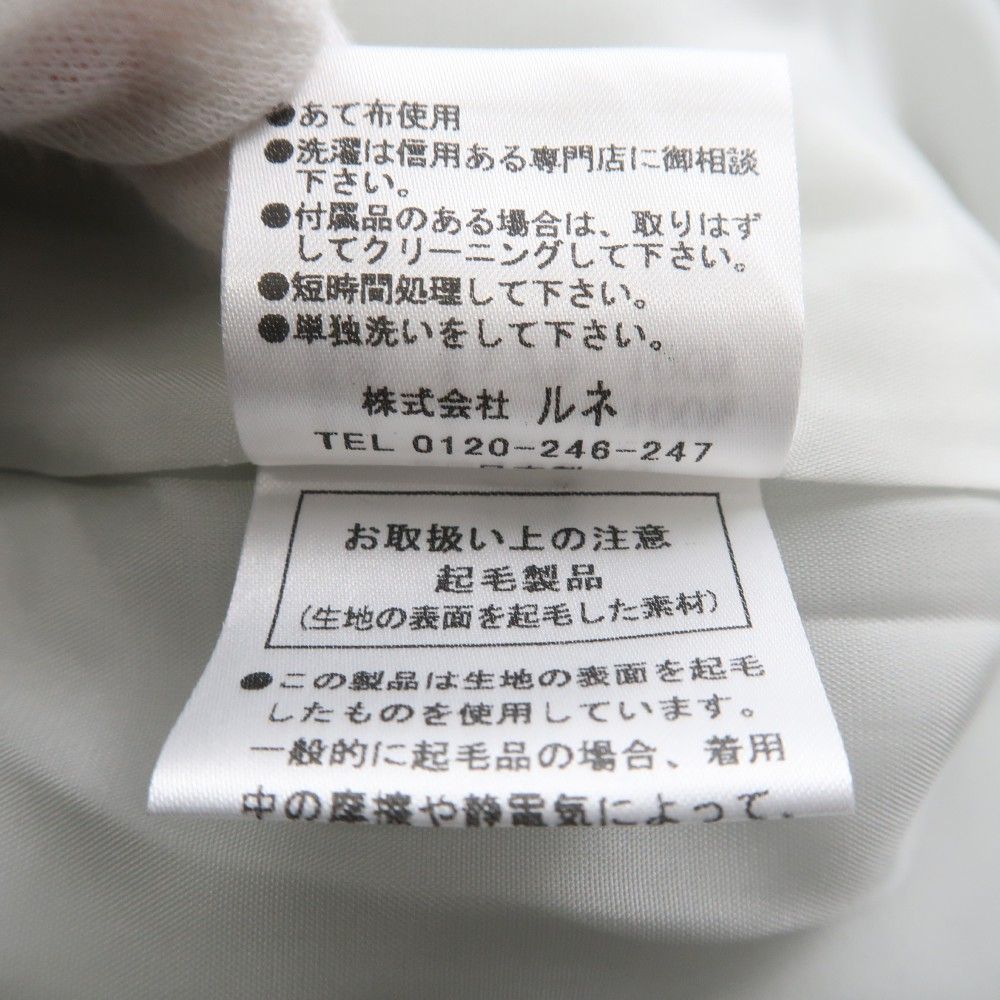 ●あて布使用
●洗濯は信用ある専門店に御相談
下さい。
●付属品のある場合は、取りはず
してクリーニングして下さい。
●短時間処理して下さい。
●単独洗いをして下さい。
株式会社 ルネ
TEL 0120-246-247
お取扱い上の注意
起毛製品
(生地の表面を起毛した素材)
●この製品は生地の表面を起毛
したものを使用しています。
一般的に起毛品の場合、着用
中の摩擦や静電気によって、